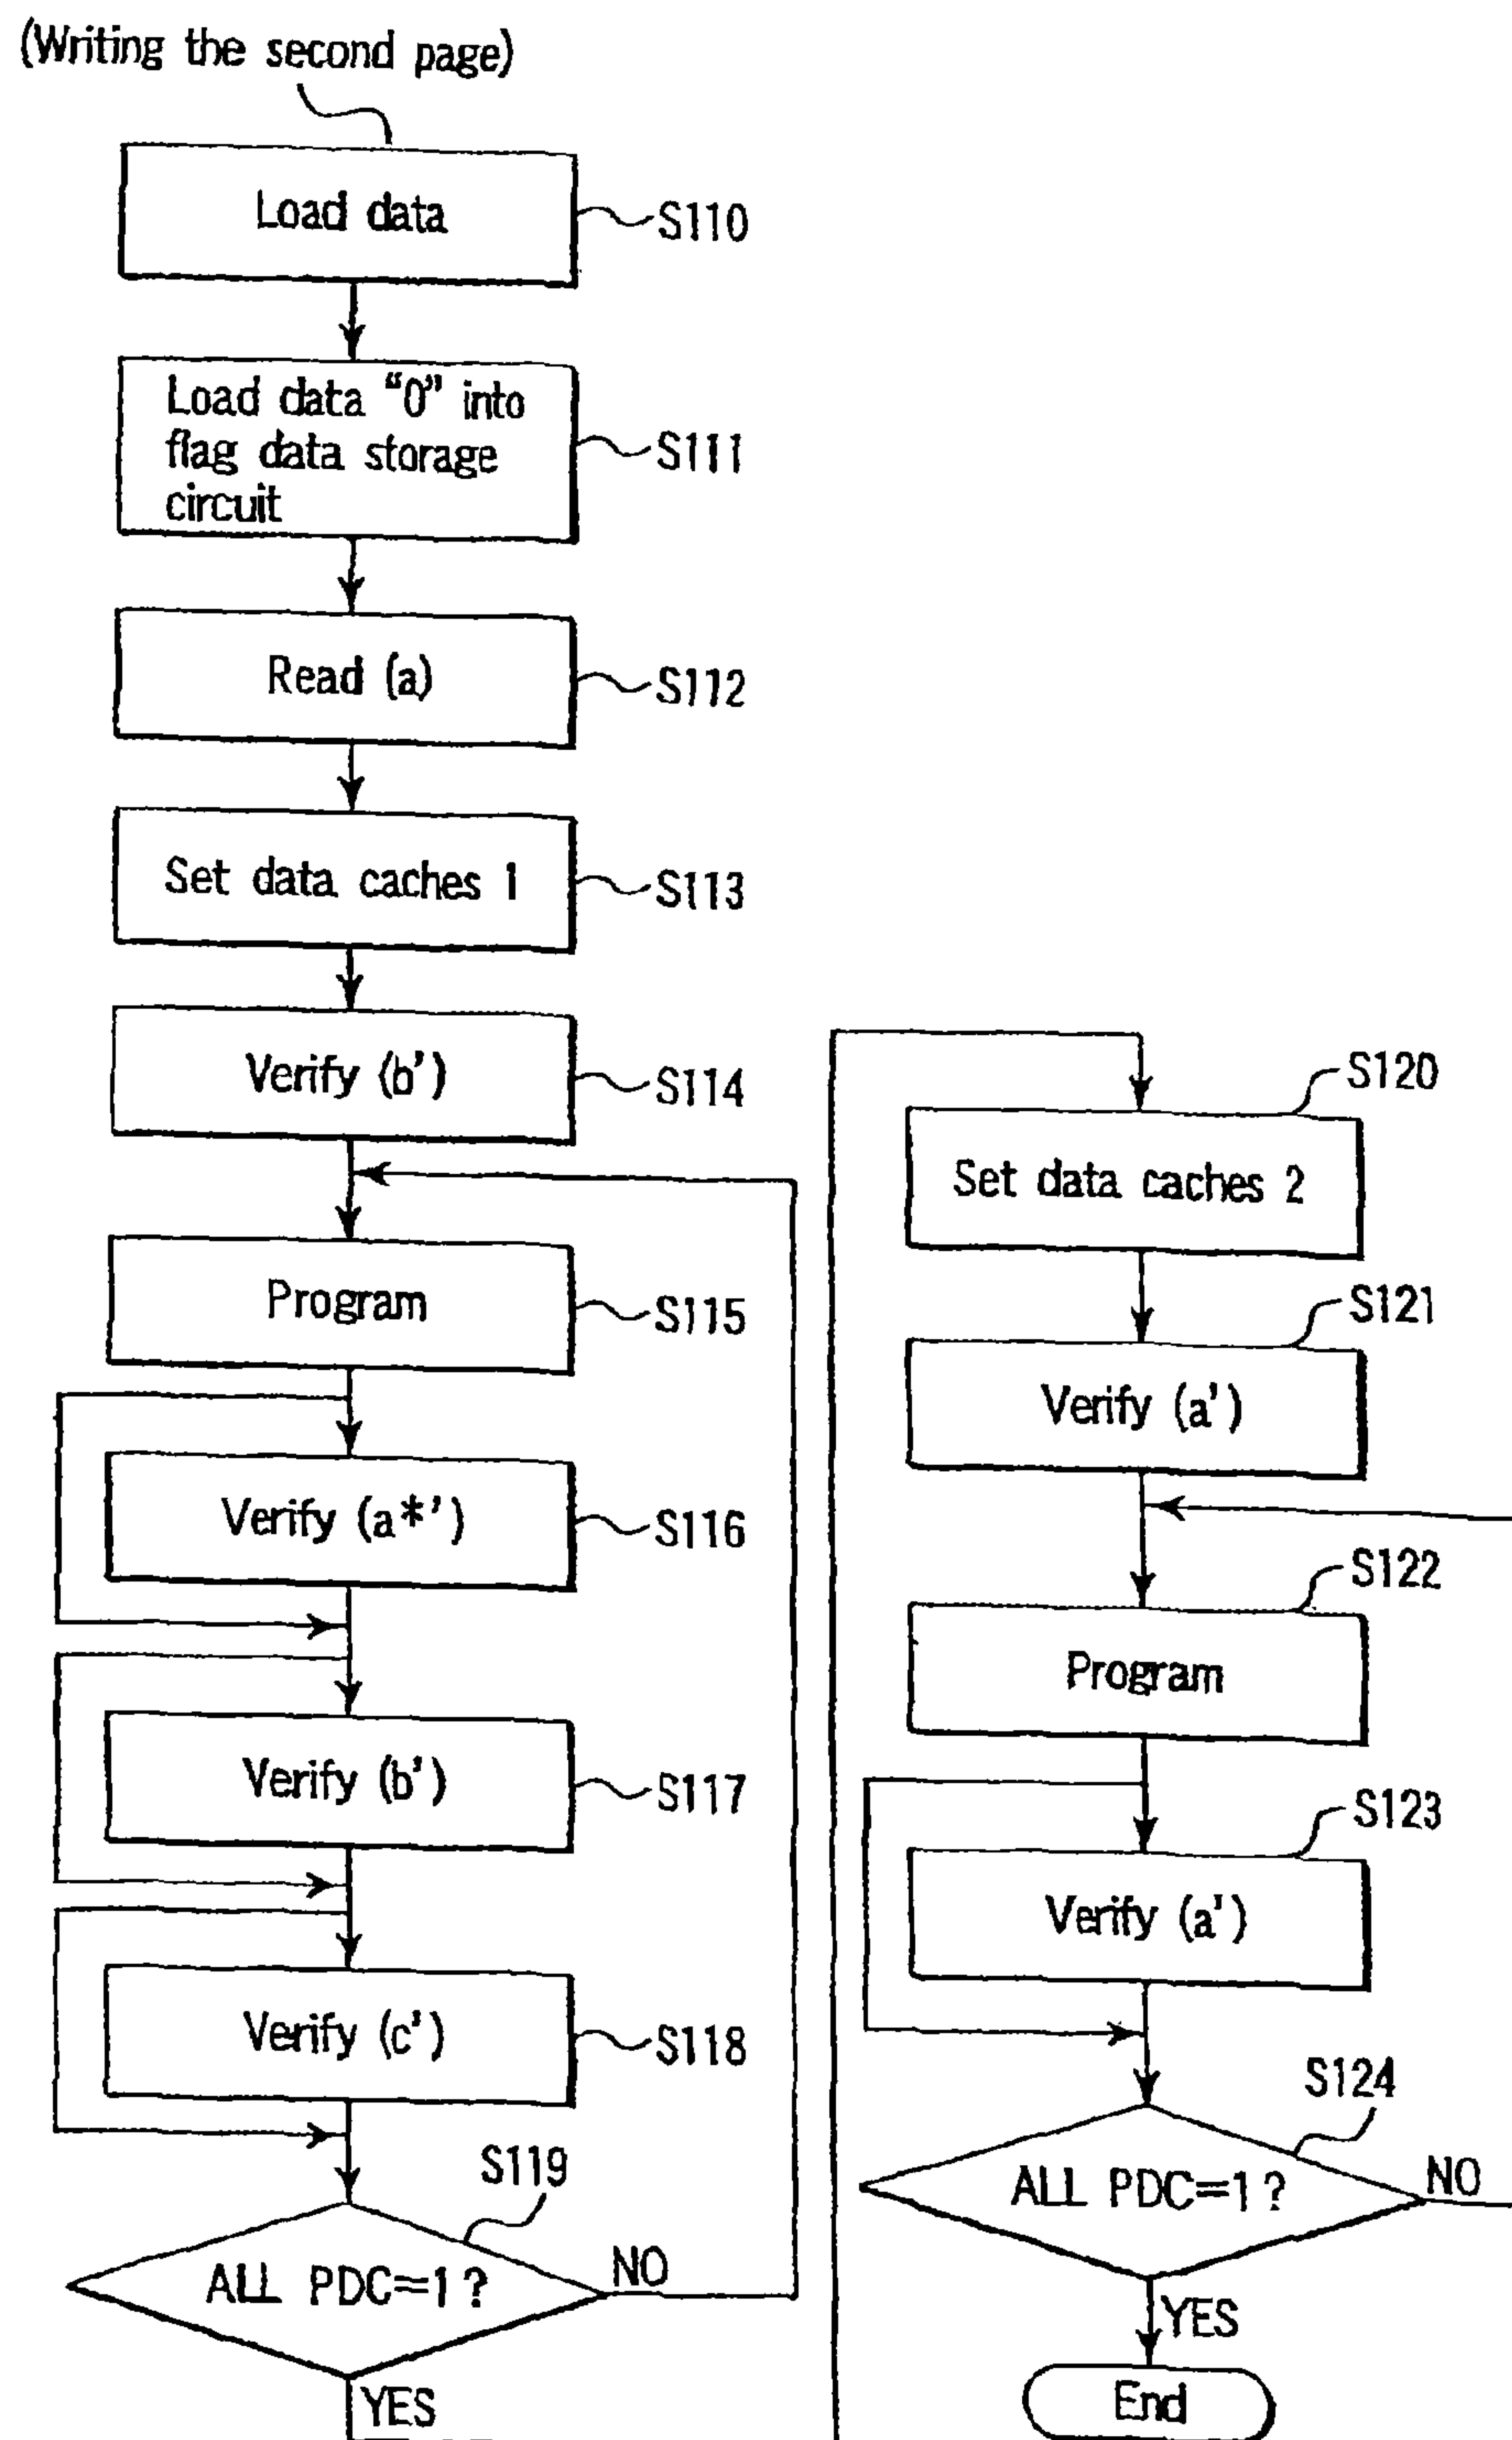 (Writing the second page)
Load data
S110
Load data “0” into
flag data storage
circuit
S111
Read (a)
S112
Set data caches 1
S113
Verify (b’)
S114
Program
S115
Verify (a*’)
S116
Verify (b’)
S117
Verify (c’)
S118
S119
ALL PDC=1?
NO
YES
S120
Set data caches 2
S121
Verify (a’)
S122
Program
S123
Verify (a’)
S124
ALL PDC=1?
NO
YES
End